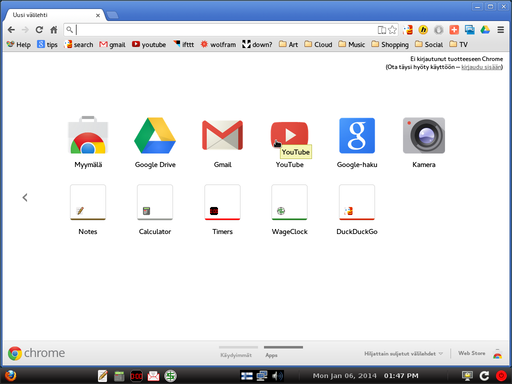 Uusi välilehti
Help tips search gmail youtube ifttt wolfram down? Art Cloud Music Shopping Social TV
Ei kirjautunut tuotteeseen Chrome
(Ota täysi hyöty käyttöön – kirjaudu sisään)
Myymälä Google Drive Gmail YouTube Google-haku Kamera
YouTube
Notes Calculator Timers WageClock DuckDuckGo
chrome Käydyimmät Apps Hiljattain suljetut välilehdet Web Store
Mon Jan 06, 2014 01:47 PM